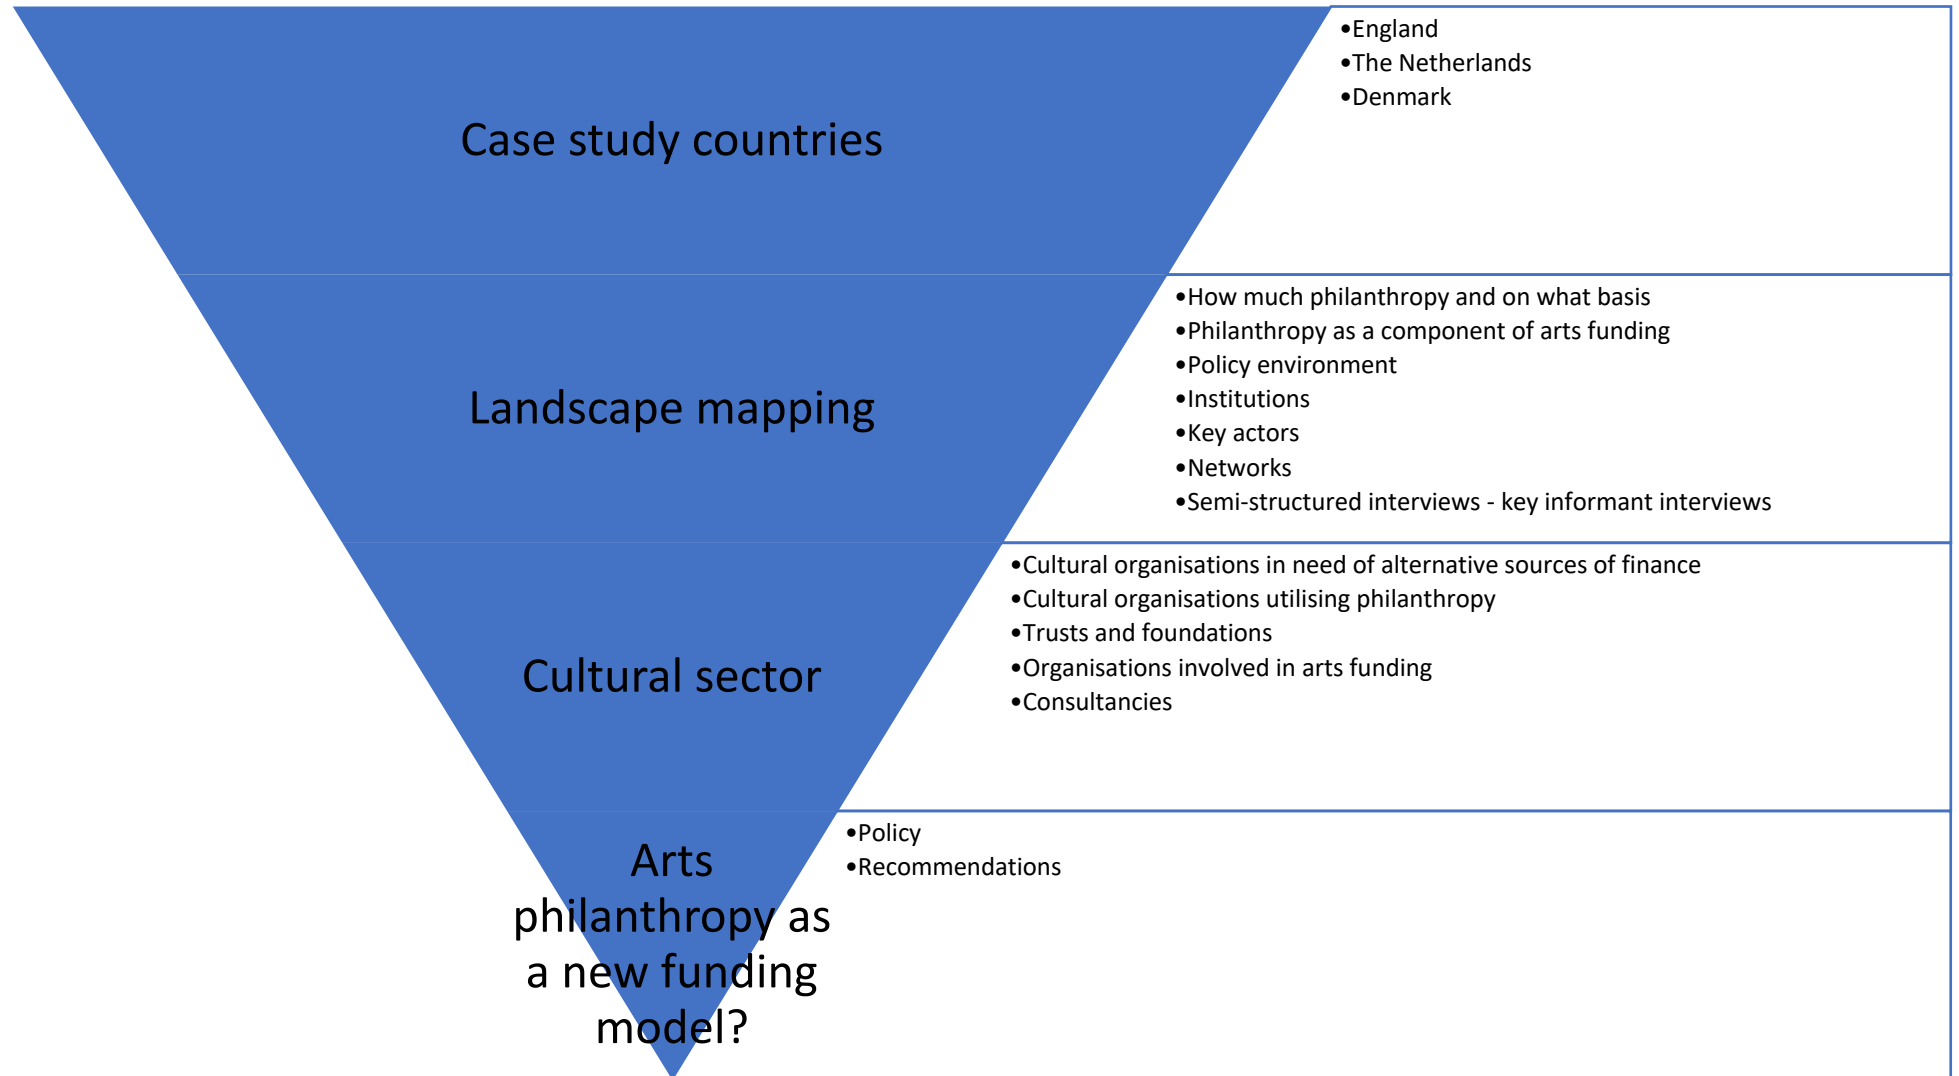 Case study countries
•England
•The Netherlands
•Denmark
Landscape mapping
•How much philanthropy and on what basis
•Philanthropy as a component of arts funding
•Policy environment
•Institutions
•Key actors
•Networks
•Semi-structured interviews - key informant interviews
Cultural sector
•Cultural organisations in need of alternative sources of finance
•Cultural organisations utilising philanthropy
•Trusts and foundations
•Organisations involved in arts funding
•Consultancies
Arts
philanthropy as
a new funding
model?
•Policy
•Recommendations